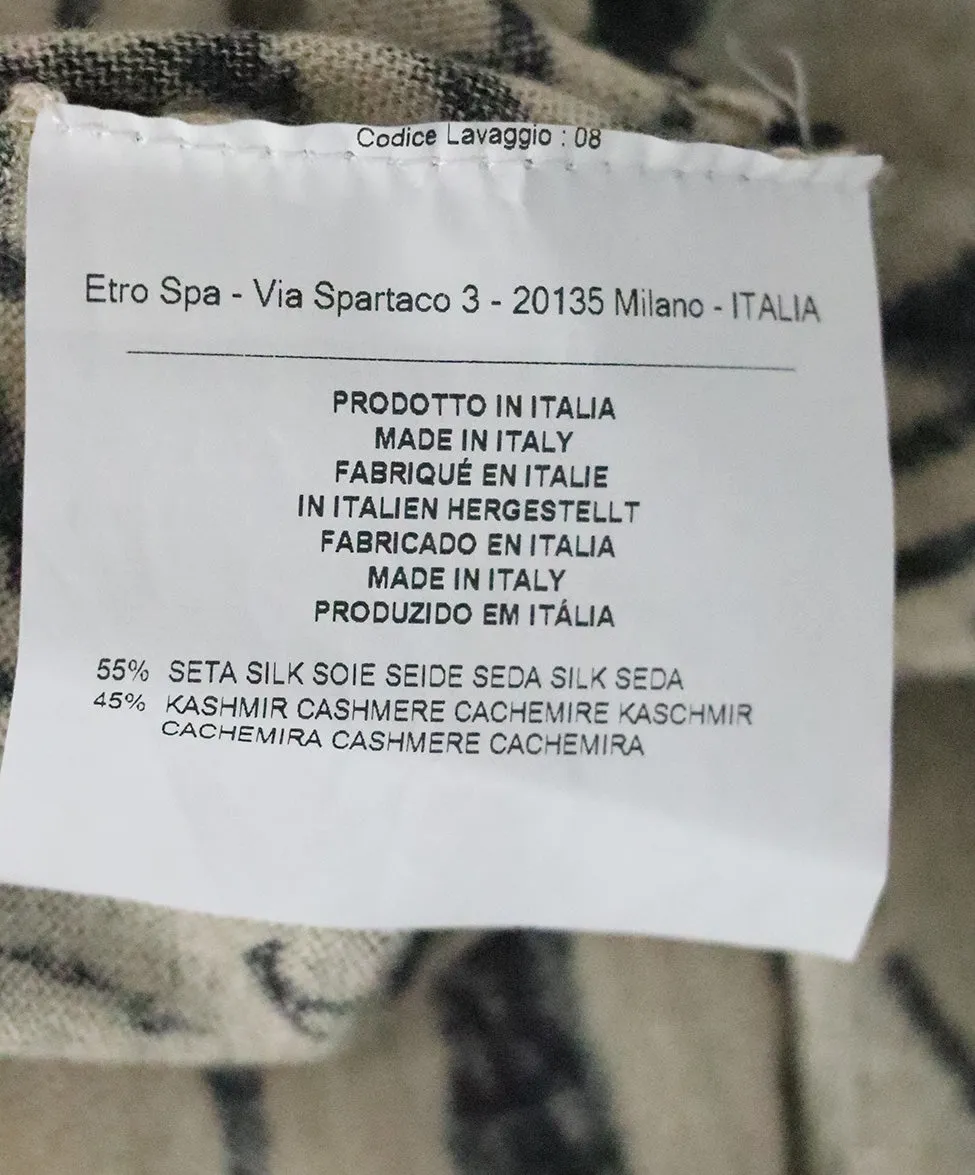 Codice Lavaggio : 08
Etro Spa - Via Spartaco 3 - 20135 Milano - ITALIA
PRODOTTO IN ITALIA
MADE IN ITALY
FABRIQUÉ EN ITALIE
IN ITALIEN HERGESTELLT
FABRICADO EN ITALIA
MADE IN ITALY
PRODUZIDO EM ITÁLIA
55% SETA SILK SOIE SEIDE SEDA SILK SEDA
45% KASHMIR CASHMERE CACHEMIRE KASCHMIR
CACHEMIRA CASHMERE CACHEMIRA